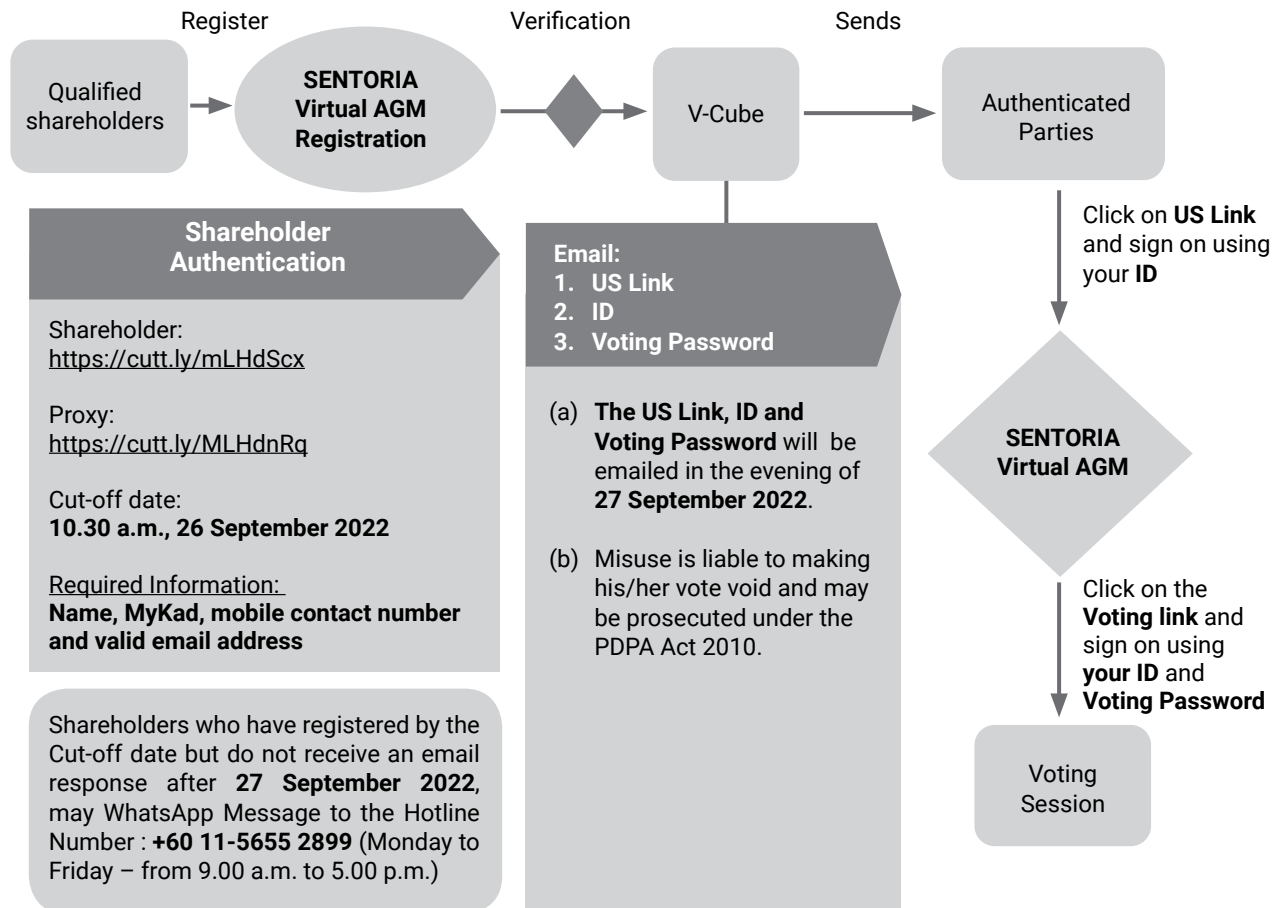 Register
Verification
Sends
Qualified
shareholders
SENTORIA
Virtual AGM
Registration
V-Cube
Authenticated
Parties
Shareholder
Authentication
Shareholder:
https://cutt.ly/mLHdScx
Proxy:
https://cutt.ly/MLHdnRq
Cut-off date:
10.30 a.m., 26 September 2022
Required Information:
Name, MyKad, mobile contact number
and valid email address
Shareholders who have registered by the
Cut-off date but do not receive an email
response after 27 September 2022,
may WhatsApp Message to the Hotline
Number : +60 11-5655 2899 (Monday to
Friday – from 9.00 a.m. to 5.00 p.m.)
Email:
1. US Link
2. ID
3. Voting Password
(a) The US Link, ID and
Voting Password will be
emailed in the evening of
27 September 2022.
(b) Misuse is liable to making
his/her vote void and may
be prosecuted under the
PDPA Act 2010.
Click on US Link
and sign on using
your ID
SENTORIA
Virtual AGM
Click on the
Voting link and
sign on using
your ID and
Voting Password
Voting
Session